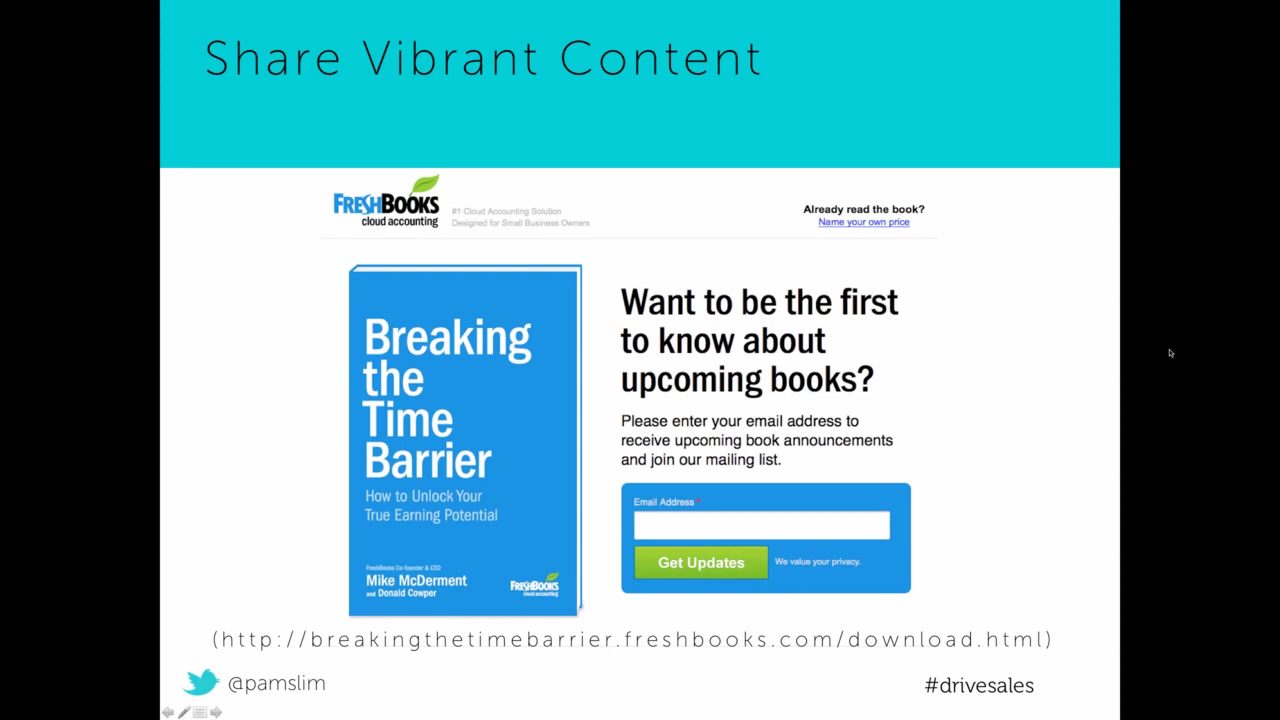 Share Vibrant Content
FRESHBOOKS
cloud accounting
#1 Cloud Accounting Solution
Designed for Small Business Owners
Already read the book?
Name your own price
Breaking
the
Time
Barrier
How to Unlock Your
True Earning Potential
FreshBooks Co-founder & CEO
Mike McDerment
and Donald Cowper
FRESHBOOKS
cloud accounting
Want to be the first
to know about
upcoming books?
Please enter your email address to
receive upcoming book announcements
and join our mailing list.
Email Address *
Get Updates
We value your privacy.
(http://breakingthetimebarrier.freshbooks.com/download.html)
@pamslim
#drivesales